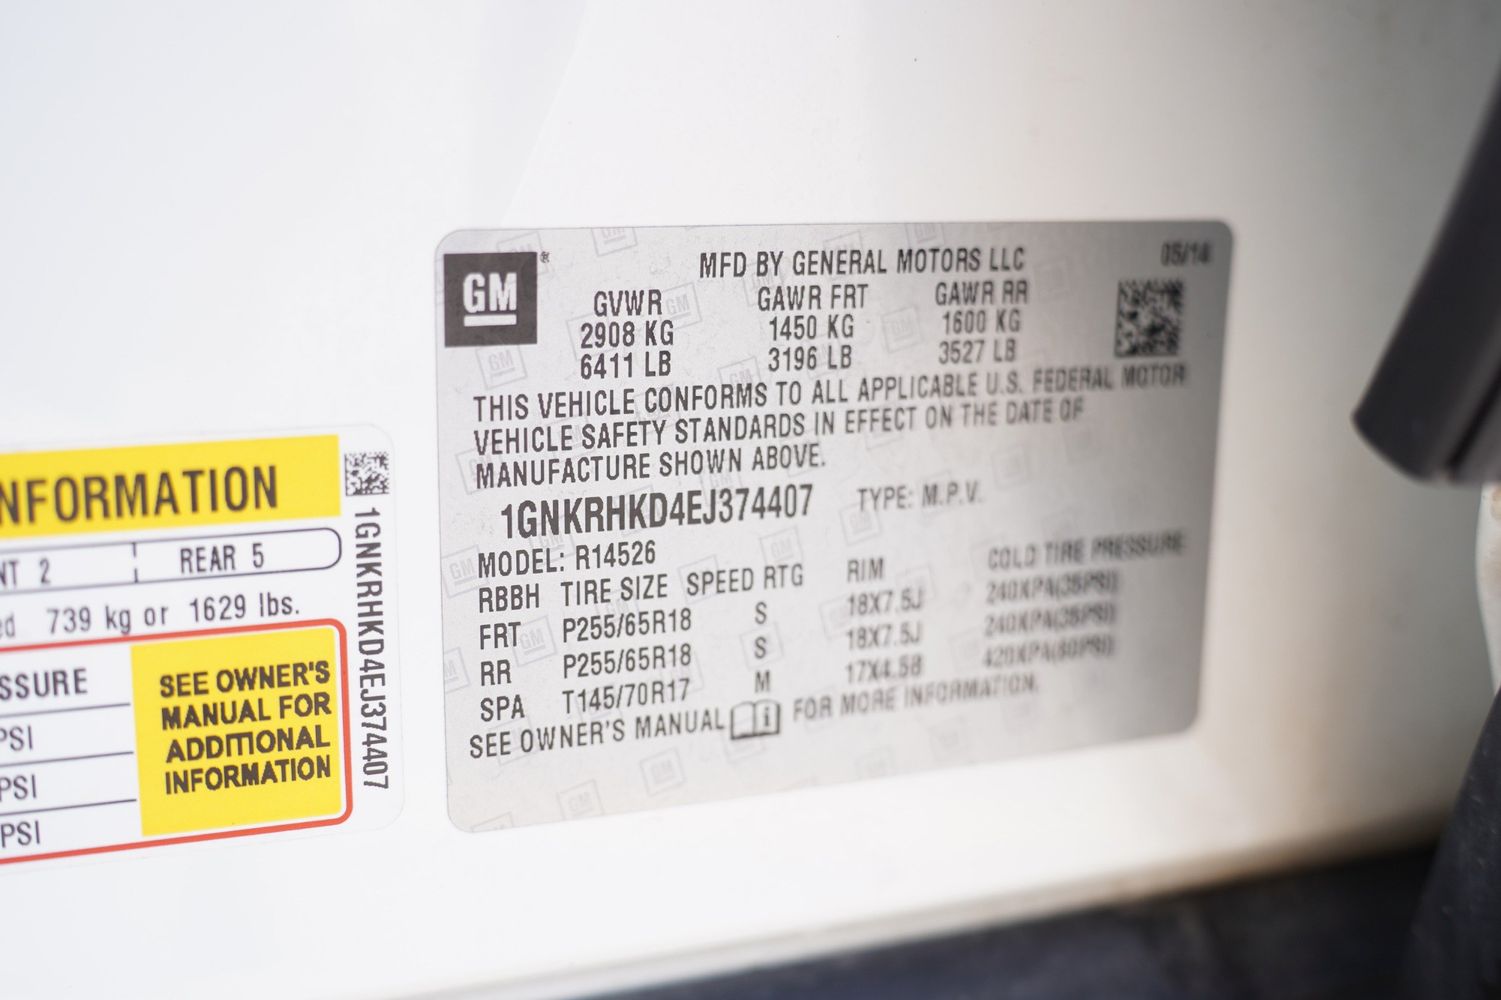 NFORMATION
NT 2 REAR 5
ed 739 kg or 1629 lbs.
SSURE
PSI
PSI
PSI
SEE OWNER'S
MANUAL FOR
ADDITIONAL
INFORMATION
1GNKRHKD4EJ374407
GM
MFD BY GENERAL MOTORS LLC 05/14
GVWR GAWR FRT GAWR RR
2908 KG 1450 KG 1600 KG
6411 LB 3196 LB 3527 LB
THIS VEHICLE CONFORMS TO ALL APPLICABLE U.S. FEDERAL MOTOR
VEHICLE SAFETY STANDARDS IN EFFECT ON THE DATE OF
MANUFACTURE SHOWN ABOVE.
1GNKRHKD4EJ374407 TYPE: M.P.V.
MODEL: R14526
RBBH TIRE SIZE SPEED RTG RIM COLD TIRE PRESSURE
FRT P255/65R18 S 18X7.5J 240KPA(35PSI)
RR P255/65R18 S 18X7.5J 240KPA(35PSI)
SPA T145/70R17 M 17X4.5B 420KPA(60PSI)
SEE OWNER'S MANUAL FOR MORE INFORMATION.